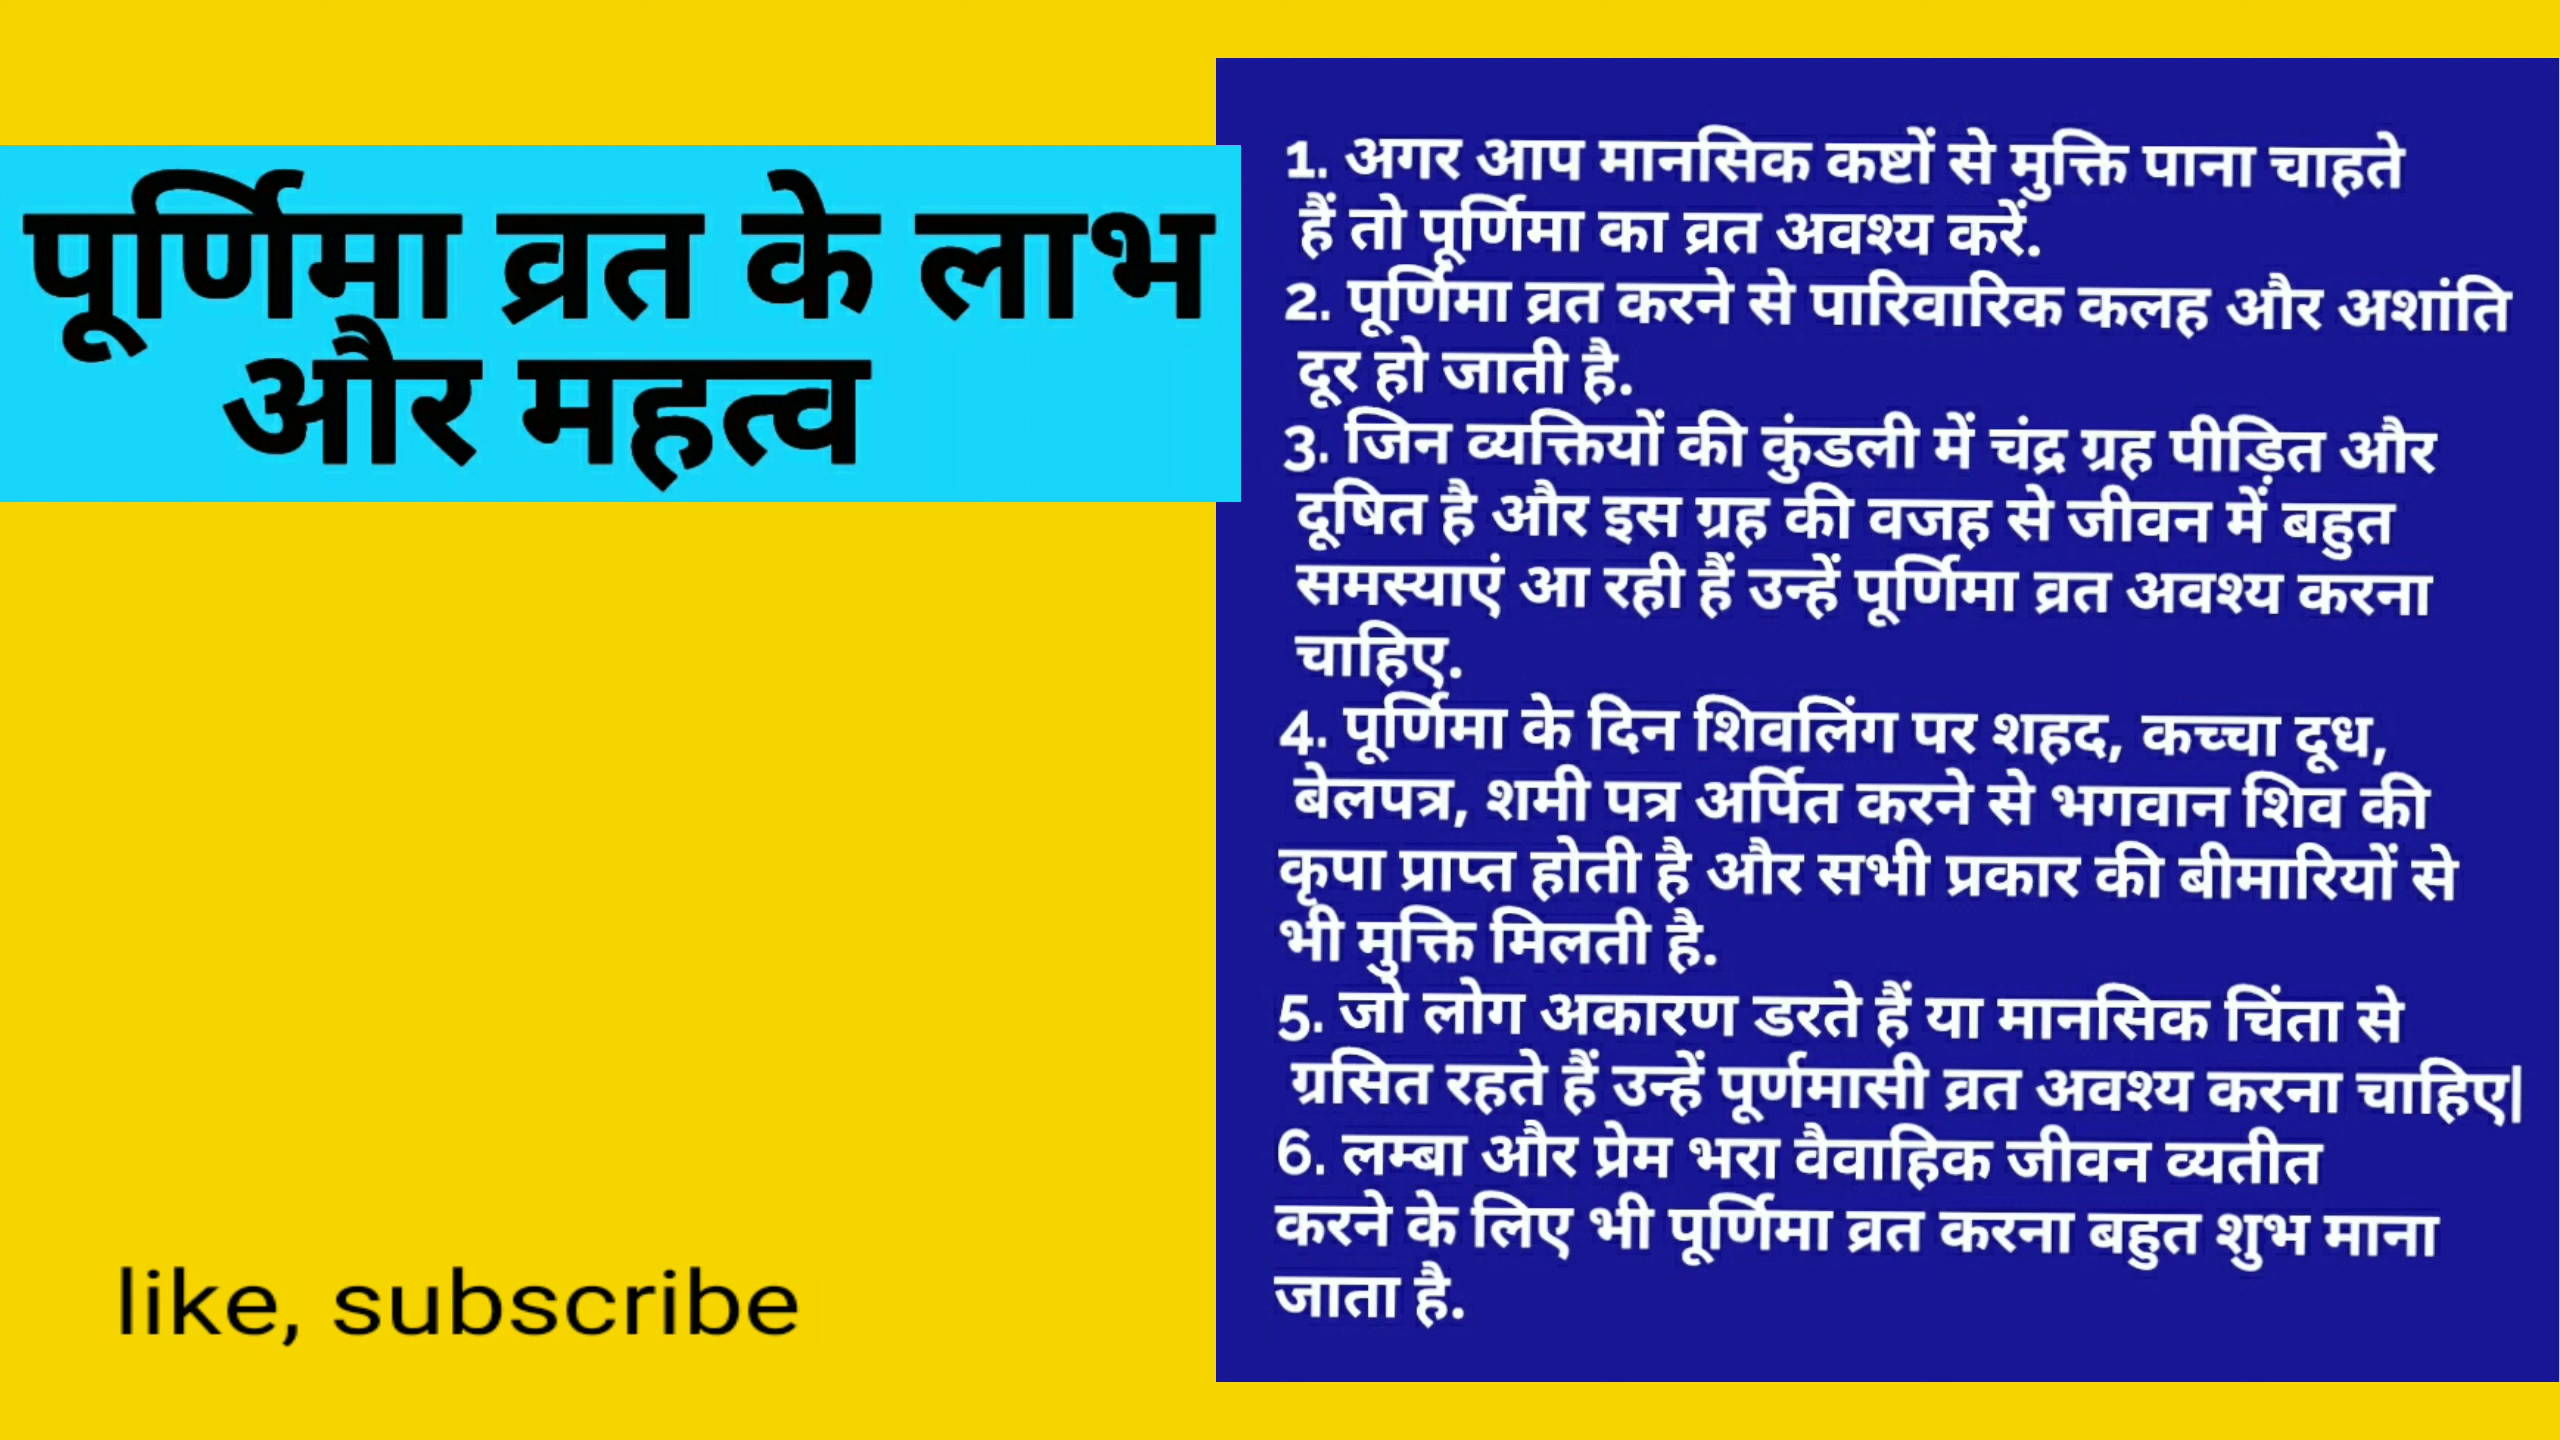 पूर्णिमा व्रत के लाभ
और महत्व
1. अगर आप मानसिक कष्टों से मुक्ति पाना चाहते
हैं तो पूर्णिमा का व्रत अवश्य करें.
2. पूर्णिमा व्रत करने से पारिवारिक कलह और अशांति
दूर हो जाती है.
3. जिन व्यक्तियों की कुंडली में चंद्र ग्रह पीड़ित और
दूषित है और इस ग्रह की वजह से जीवन में बहुत
समस्याएं आ रही हैं उन्हें पूर्णिमा व्रत अवश्य करना
चाहिए.
4. पूर्णिमा के दिन शिवलिंग पर शहद, कच्चा दूध,
बेलपत्र, शमी पत्र अर्पित करने से भगवान शिव की
कृपा प्राप्त होती है और सभी प्रकार की बीमारियों से
भी मुक्ति मिलती है.
5. जो लोग अकारण डरते हैं या मानसिक चिंता से
ग्रसित रहते हैं उन्हें पूर्णमासी व्रत अवश्य करना चाहिए|
6. लम्बा और प्रेम भरा वैवाहिक जीवन व्यतीत
करने के लिए भी पूर्णिमा व्रत करना बहुत शुभ माना
जाता है.
like, subscribe